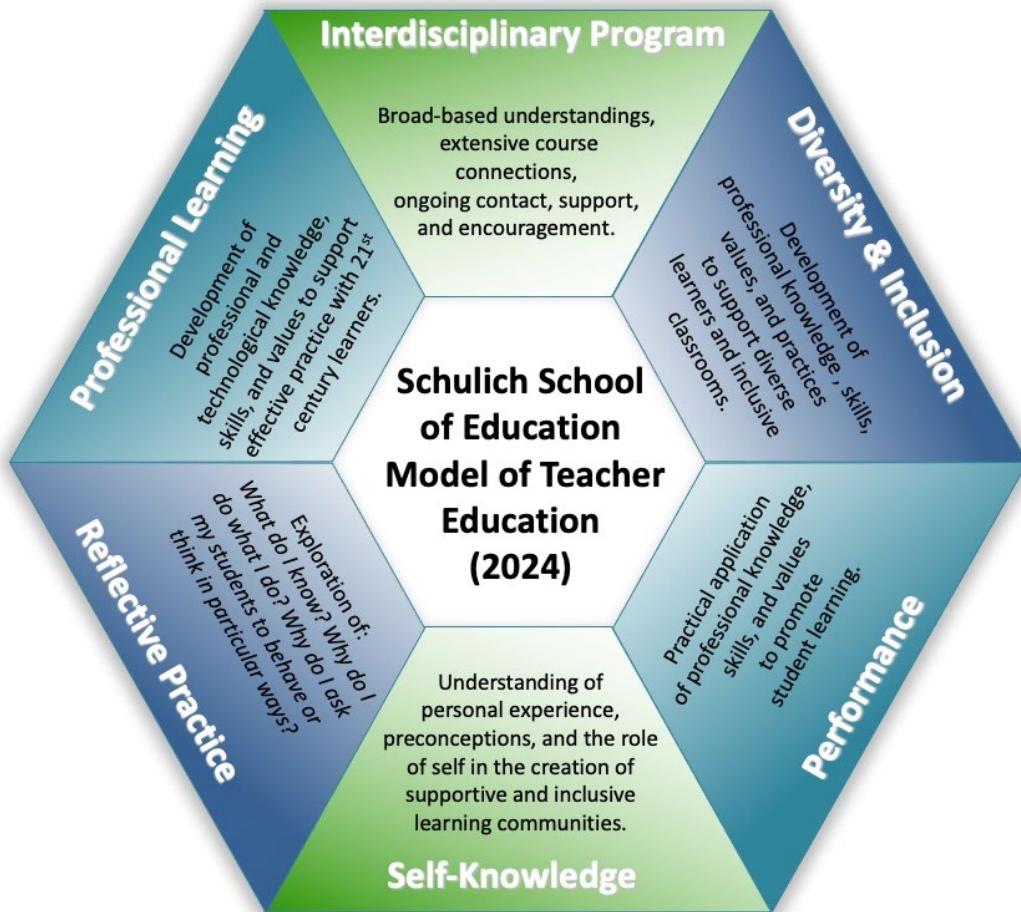 Interdisciplinary Program
Broad-based understandings,
extensive course
connections,
ongoing contact, support,
and encouragement.
Diversity & Inclusion
Development of
professional knowledge , skills,
values, and practices
to support diverse
learners and inclusive
classrooms.
Performance
Practical application
of professional knowledge,
skills, and values
to promote
student learning.
Understanding of
personal experience,
preconceptions, and the role
of self in the creation of
supportive and inclusive
learning communities.
Self-Knowledge
Reflective Practice
Exploration of:
What do I know? Why do I
do what I do? Why do I ask
my students to behave or
think in particular ways?
Professional Learning
Development of
professional and
technological knowledge,
skills, and values to support
effective practice with 21st
century learners.
Schulich School
of Education
Model of Teacher
Education
(2024)